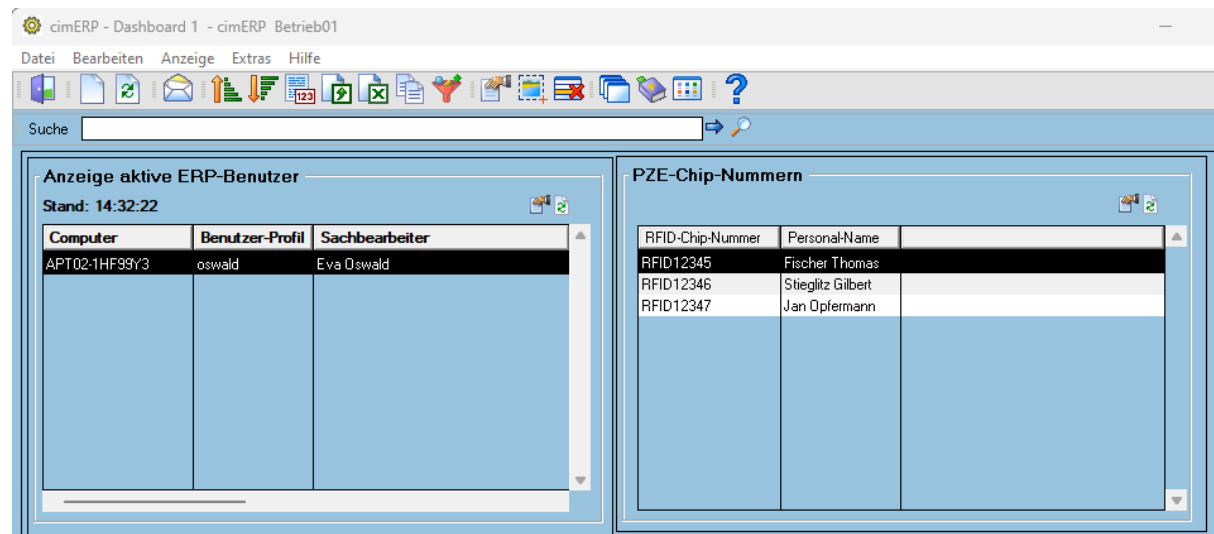 cimERP - Dashboard 1 - cimERP Betrieb01
Datei Bearbeiten Anzeige Extras Hilfe
123
Suche
Anzeige aktive ERP-Benutzer
Stand: 14:32:22
Computer Benutzer-Profil Sachbearbeiter
APT02-1HF99Y3 oswald Eva Oswald
PZE-Chip-Nummern
RFID-Chip-Nummer Personal-Name
RFID12345 Fischer Thomas
RFID12346 Stieglitz Gilbert
RFID12347 Jan Opfermann